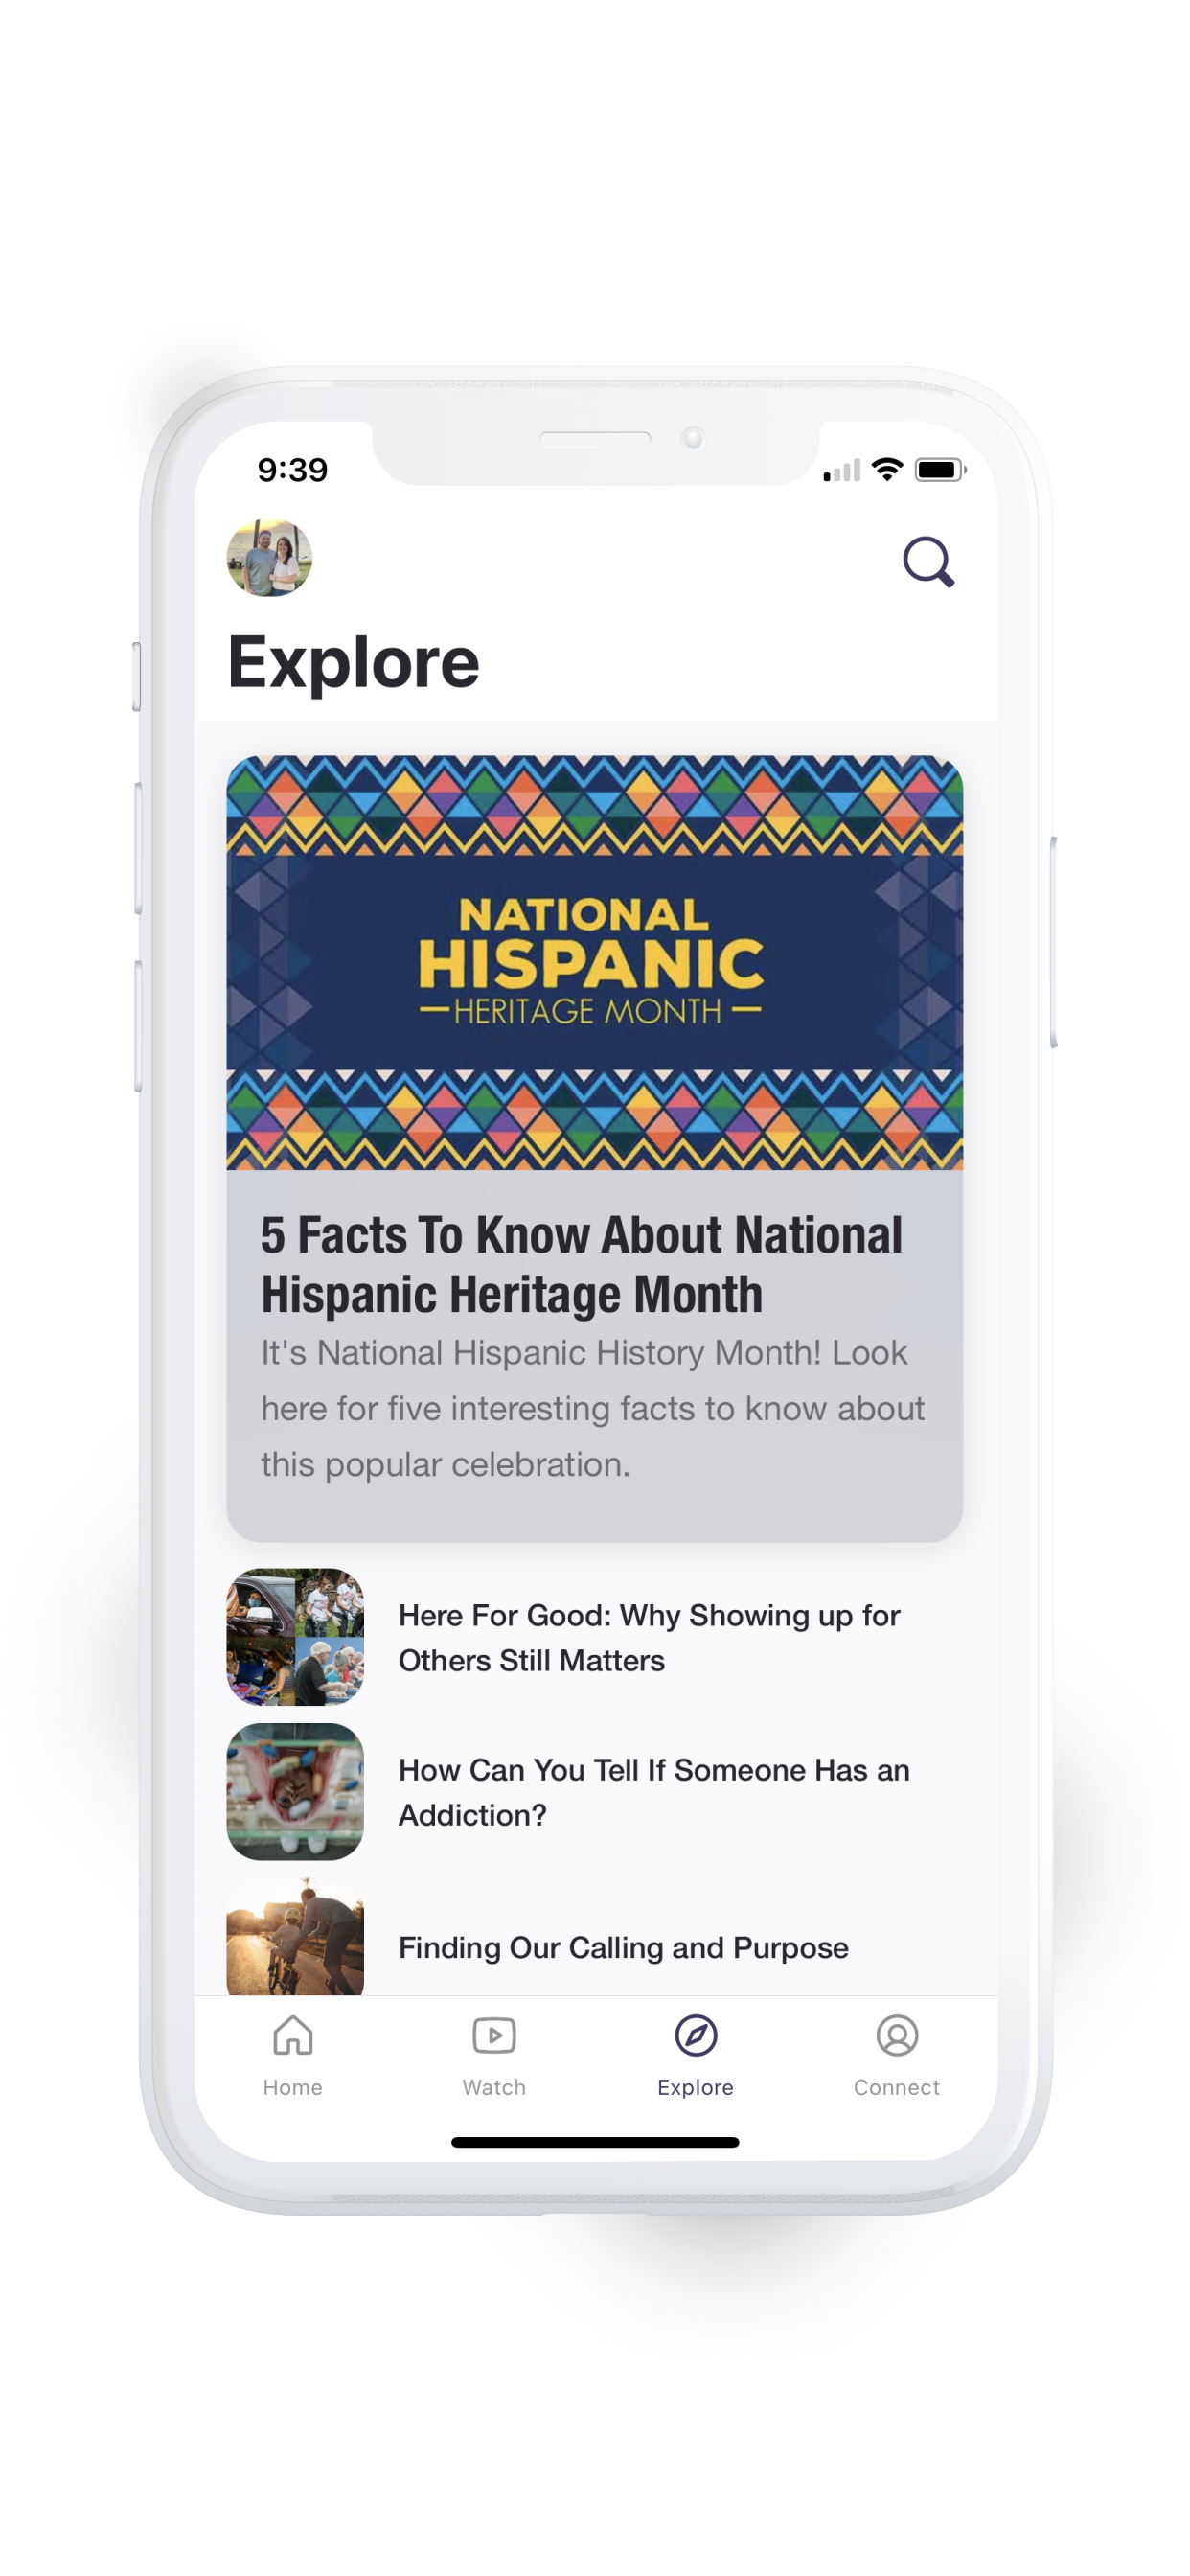 9:39
Explore
NATIONAL
HISPANIC
HERITAGE MONTH
5 Facts To Know About National
Hispanic Heritage Month
It's National Hispanic History Month! Look
here for five interesting facts to know about
this popular celebration.
Here For Good: Why Showing up for
Others Still Matters
How Can You Tell If Someone Has an
Addiction?
Finding Our Calling and Purpose
Home
Watch
Explore
Connect